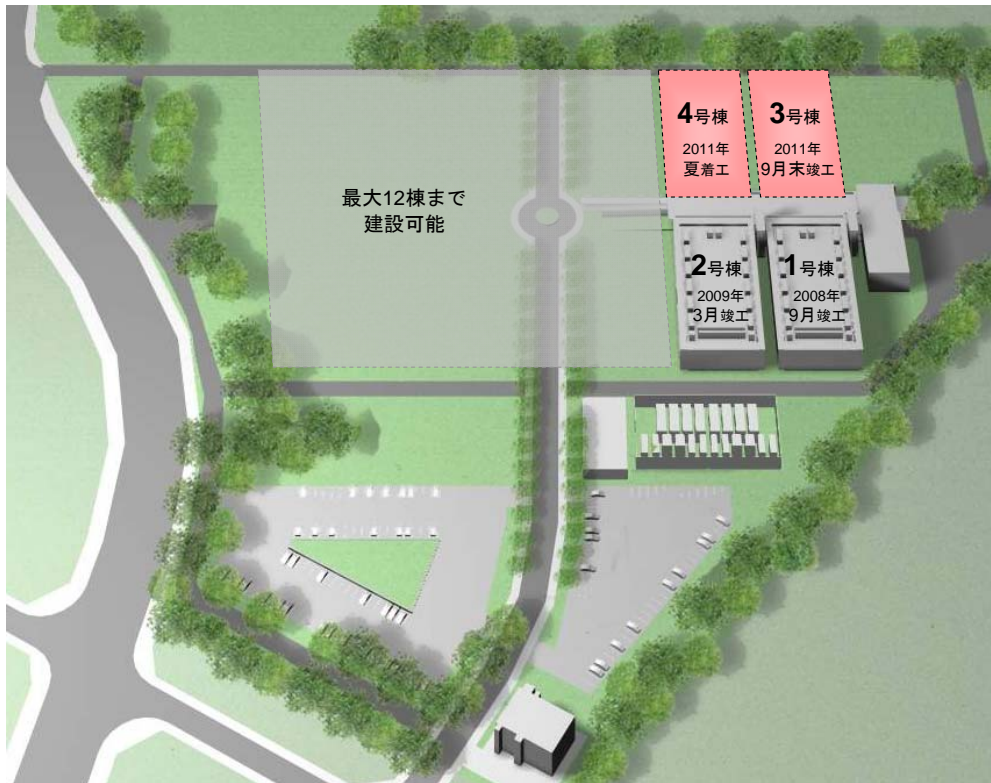 4号棟
2011年
夏着工
3号棟
2011年
9月末竣工
最大12棟まで
建設可能
2号棟
2009年
3月竣工
1号棟
2008年
9月竣工